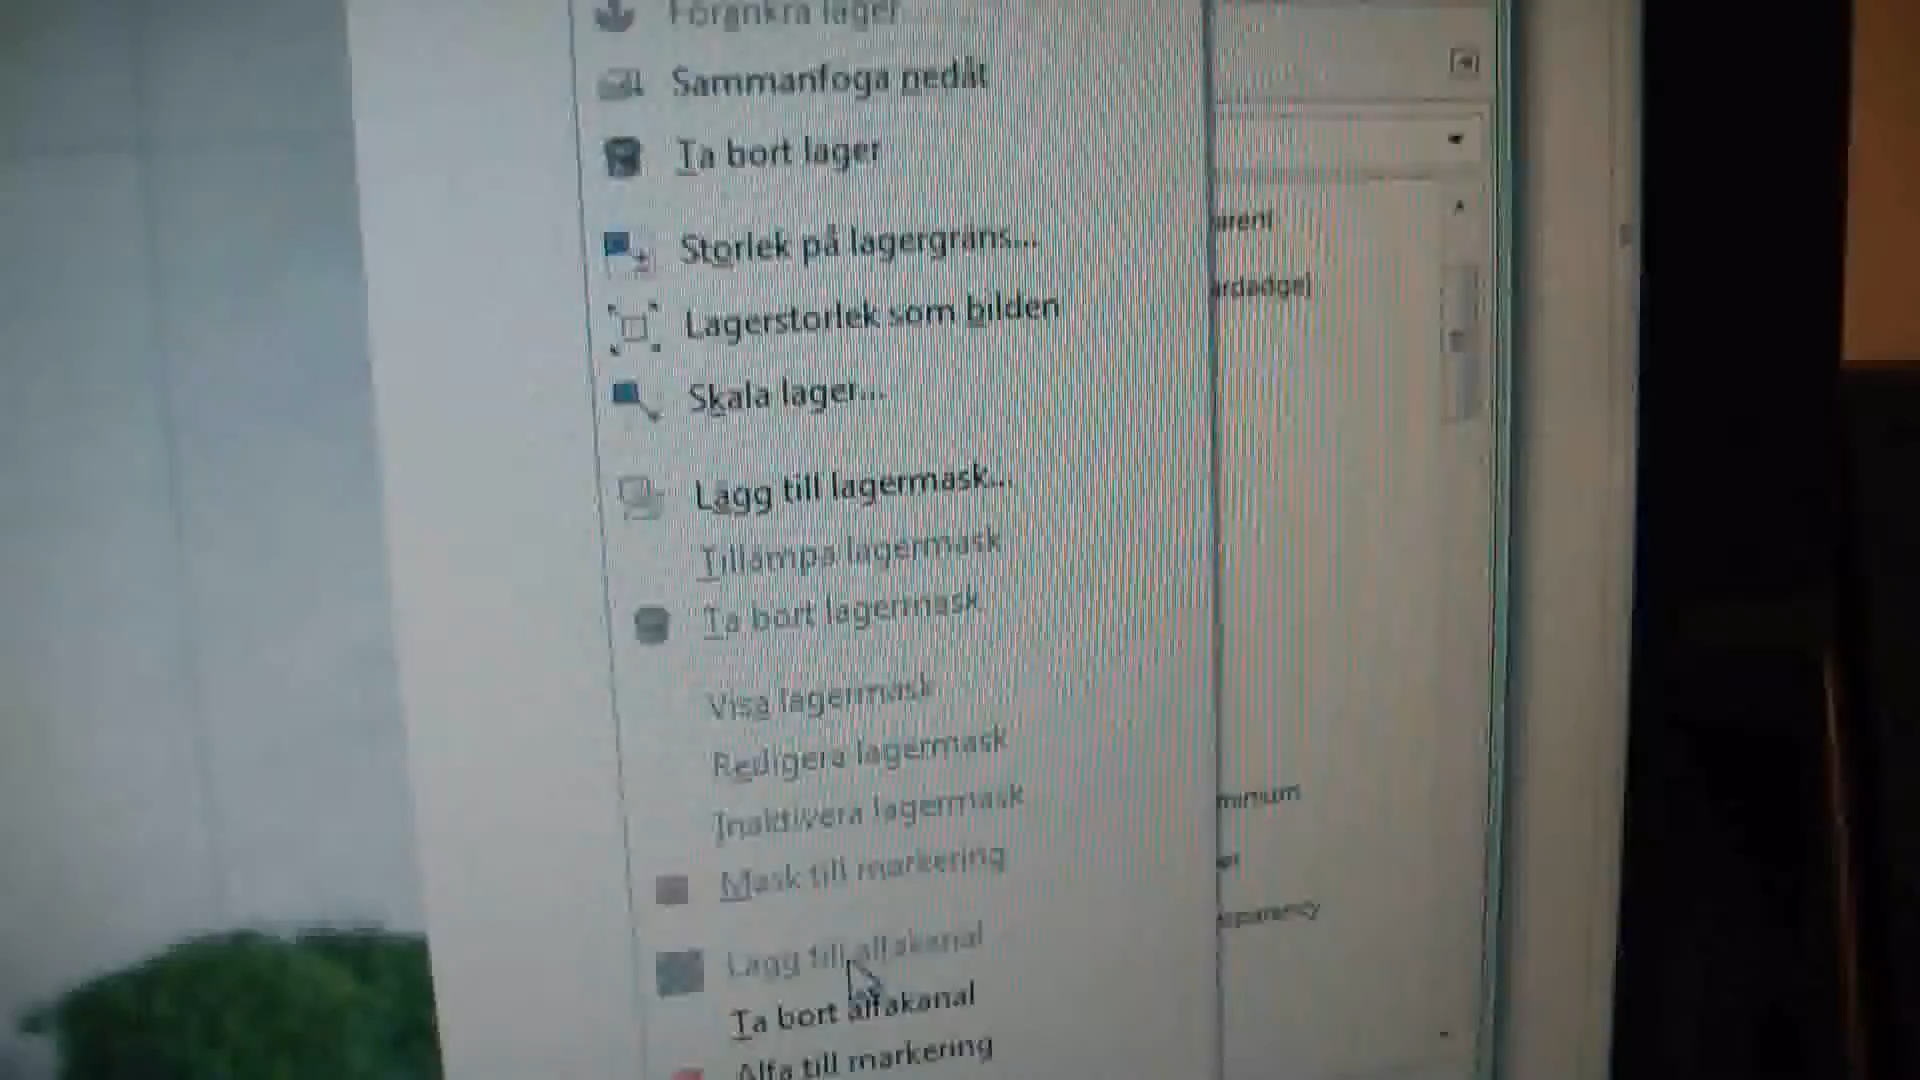 Förankra lager
Sammanfoga nedåt
Ta bort lager
Storlek på lagergräns...
Lagerstorlek som bilden
Skala lager...
Lägg till lagermask...
Tillämpa lagermask
Ta bort lagermask
Visa lagermask
Redigera lagermask
Inaktivera lagermask
Mask till markering
Lägg till alfakanal
Ta bort alfakanal
Alfa till markering
arent